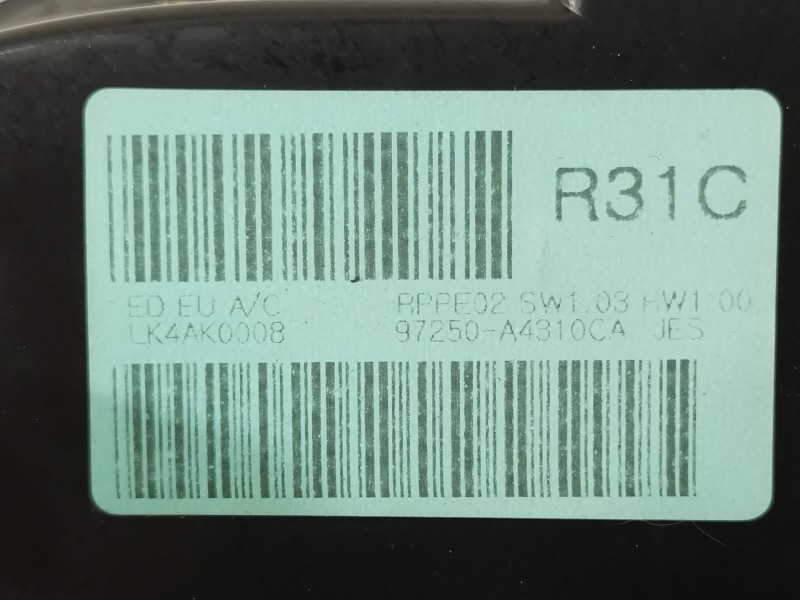 R31C
ED EU A/C RPPE02 SW1.03 HW1.00
LK4AK0008 97250-A4310CA JES